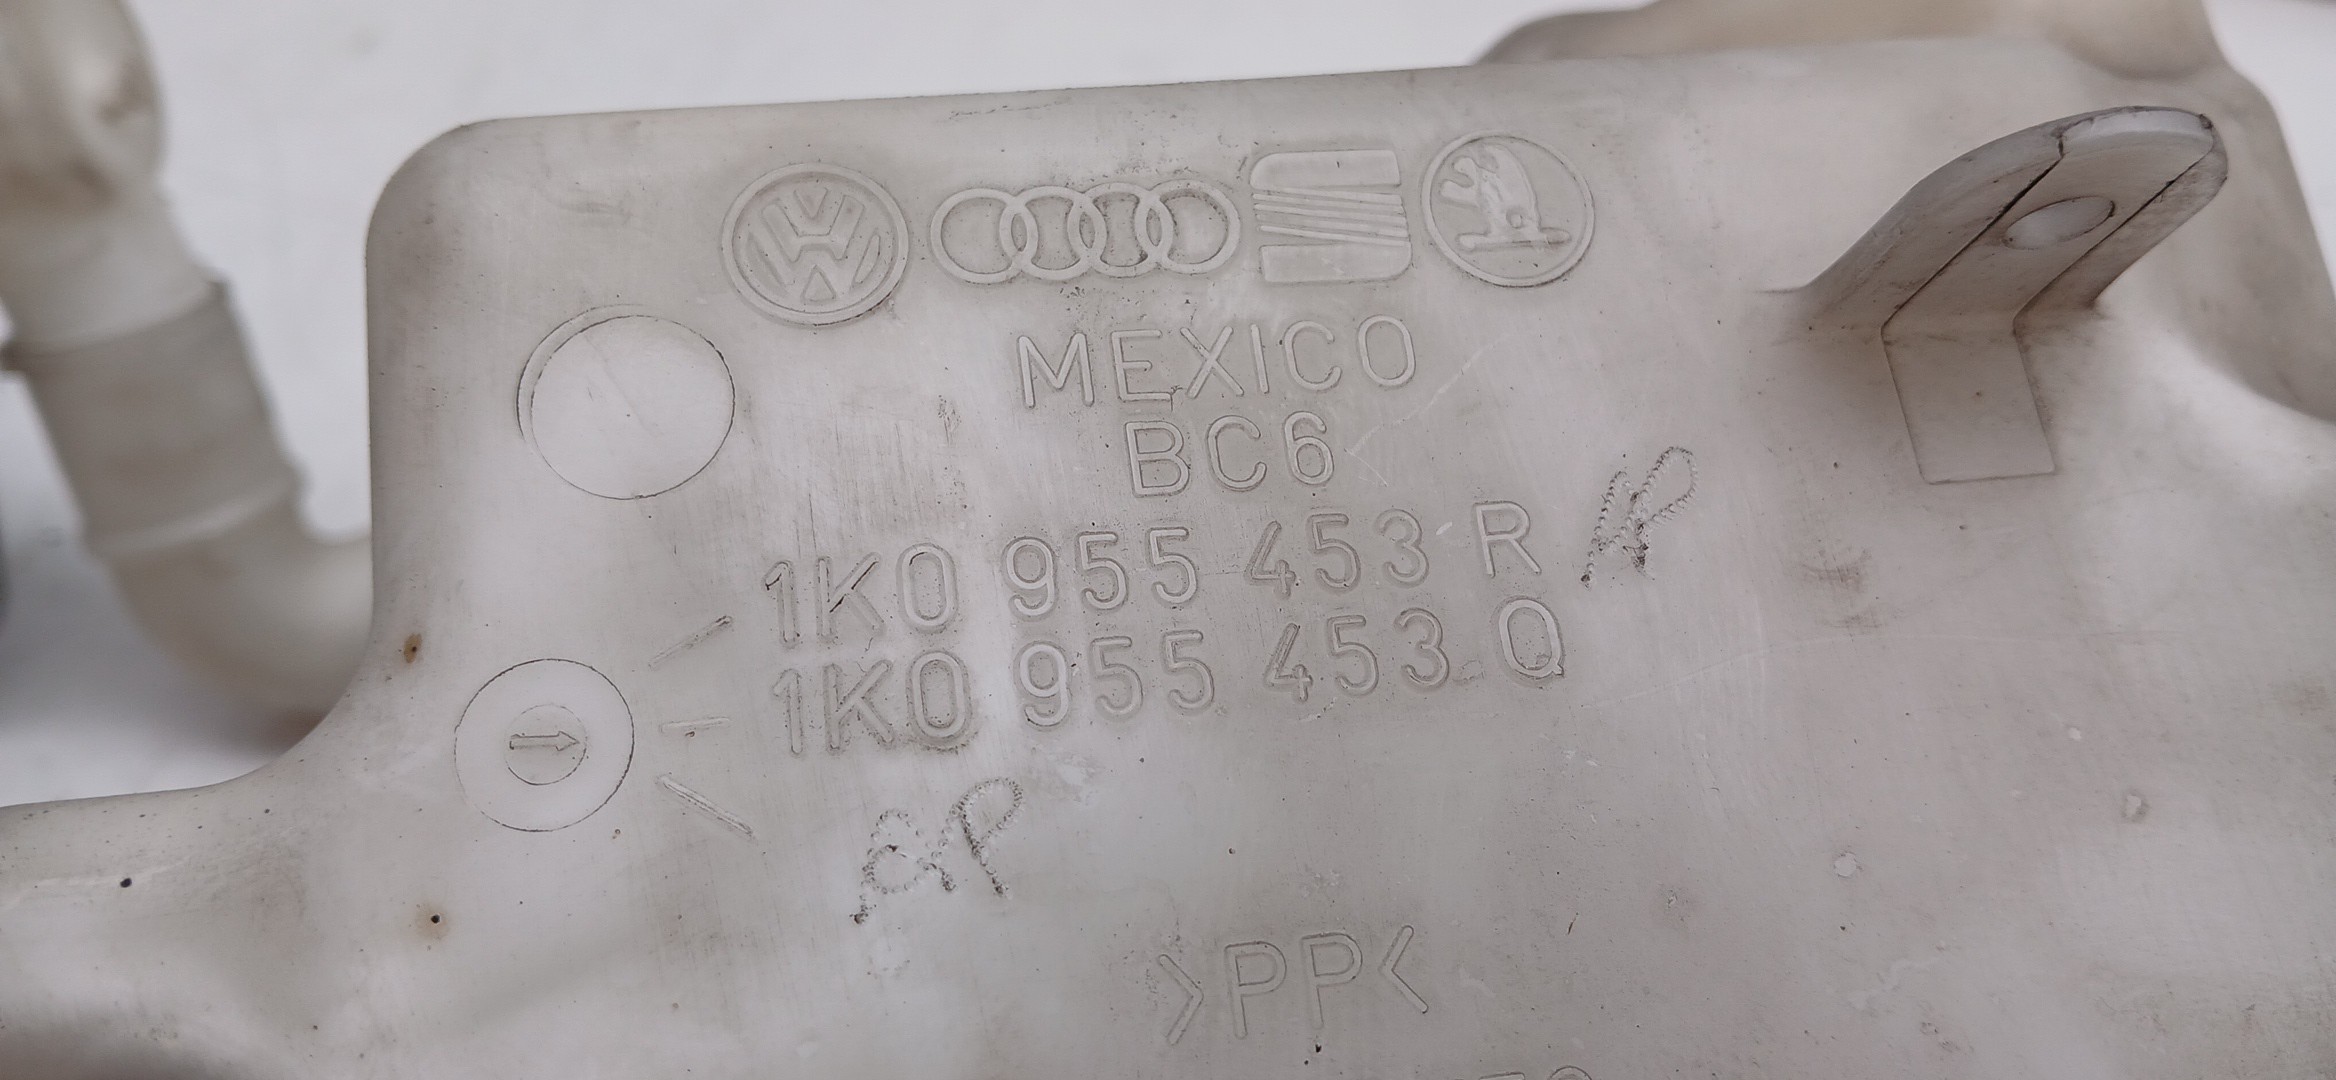 MEXICO
BC6
1K0 955 453 R
1K0 955 453 Q
>PP<